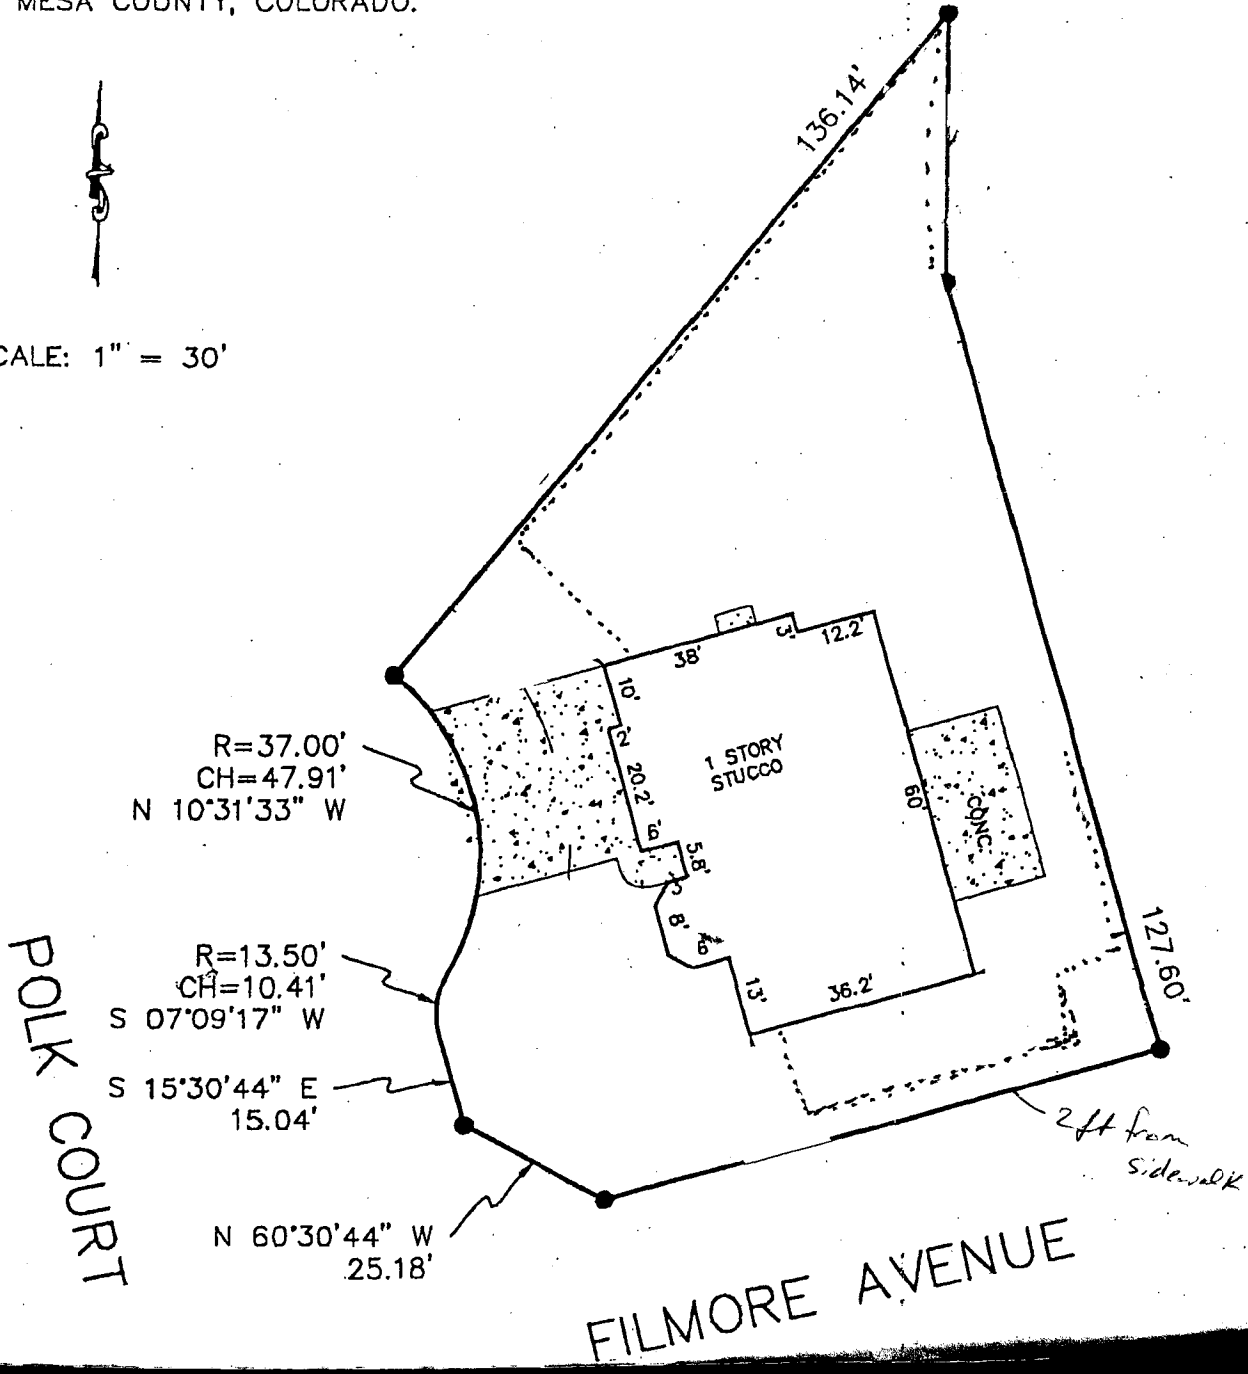 MESA COUNTY, COLORADO.
136.14'
CALE: 1" = 30'
3'
12.2'
38'
10'
2'
1 STORY
STUCCO
R=37.00'
CH=47.91'
N 10°31'33" W
20.2'
60'
CONC.
6'
5.8'
3'
8'
6'
127.60'
R=13.50'
CH=10.41'
S 07°09'17" W
13'
36.2'
POLK COURT
S 15°30'44" E
15.04'
2 ft from
sidewalk
N 60°30'44" W
25.18'
FILMORE AVENUE